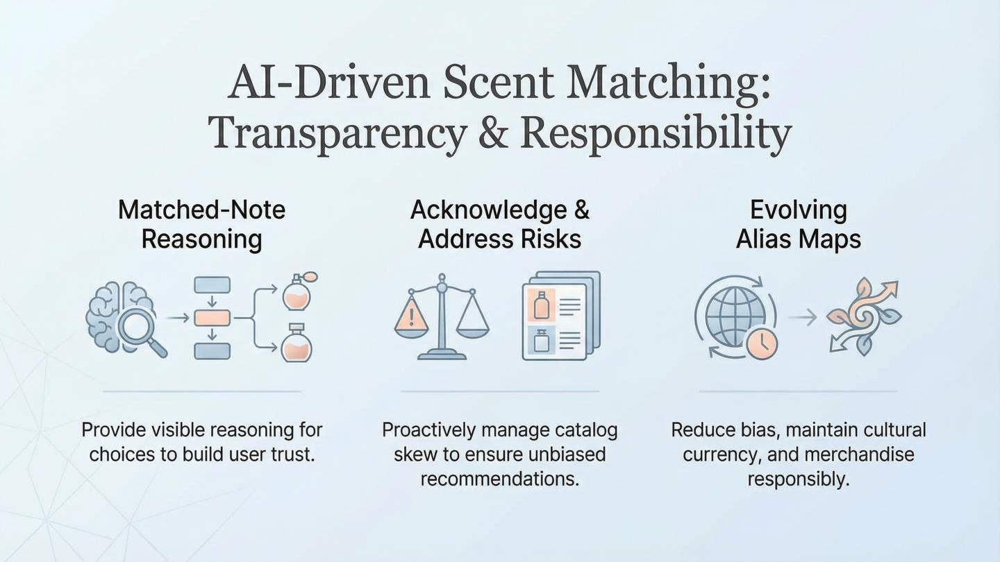 AI-Driven Scent Matching:
Transparency & Responsibility
Matched-Note
Reasoning
Provide visible reasoning for
choices to build user trust.
Acknowledge &
Address Risks
Proactively manage catalog
skew to ensure unbiased
recommendations.
Evolving
Alias Maps
Reduce bias, maintain cultural
currency, and merchandise
responsibly.